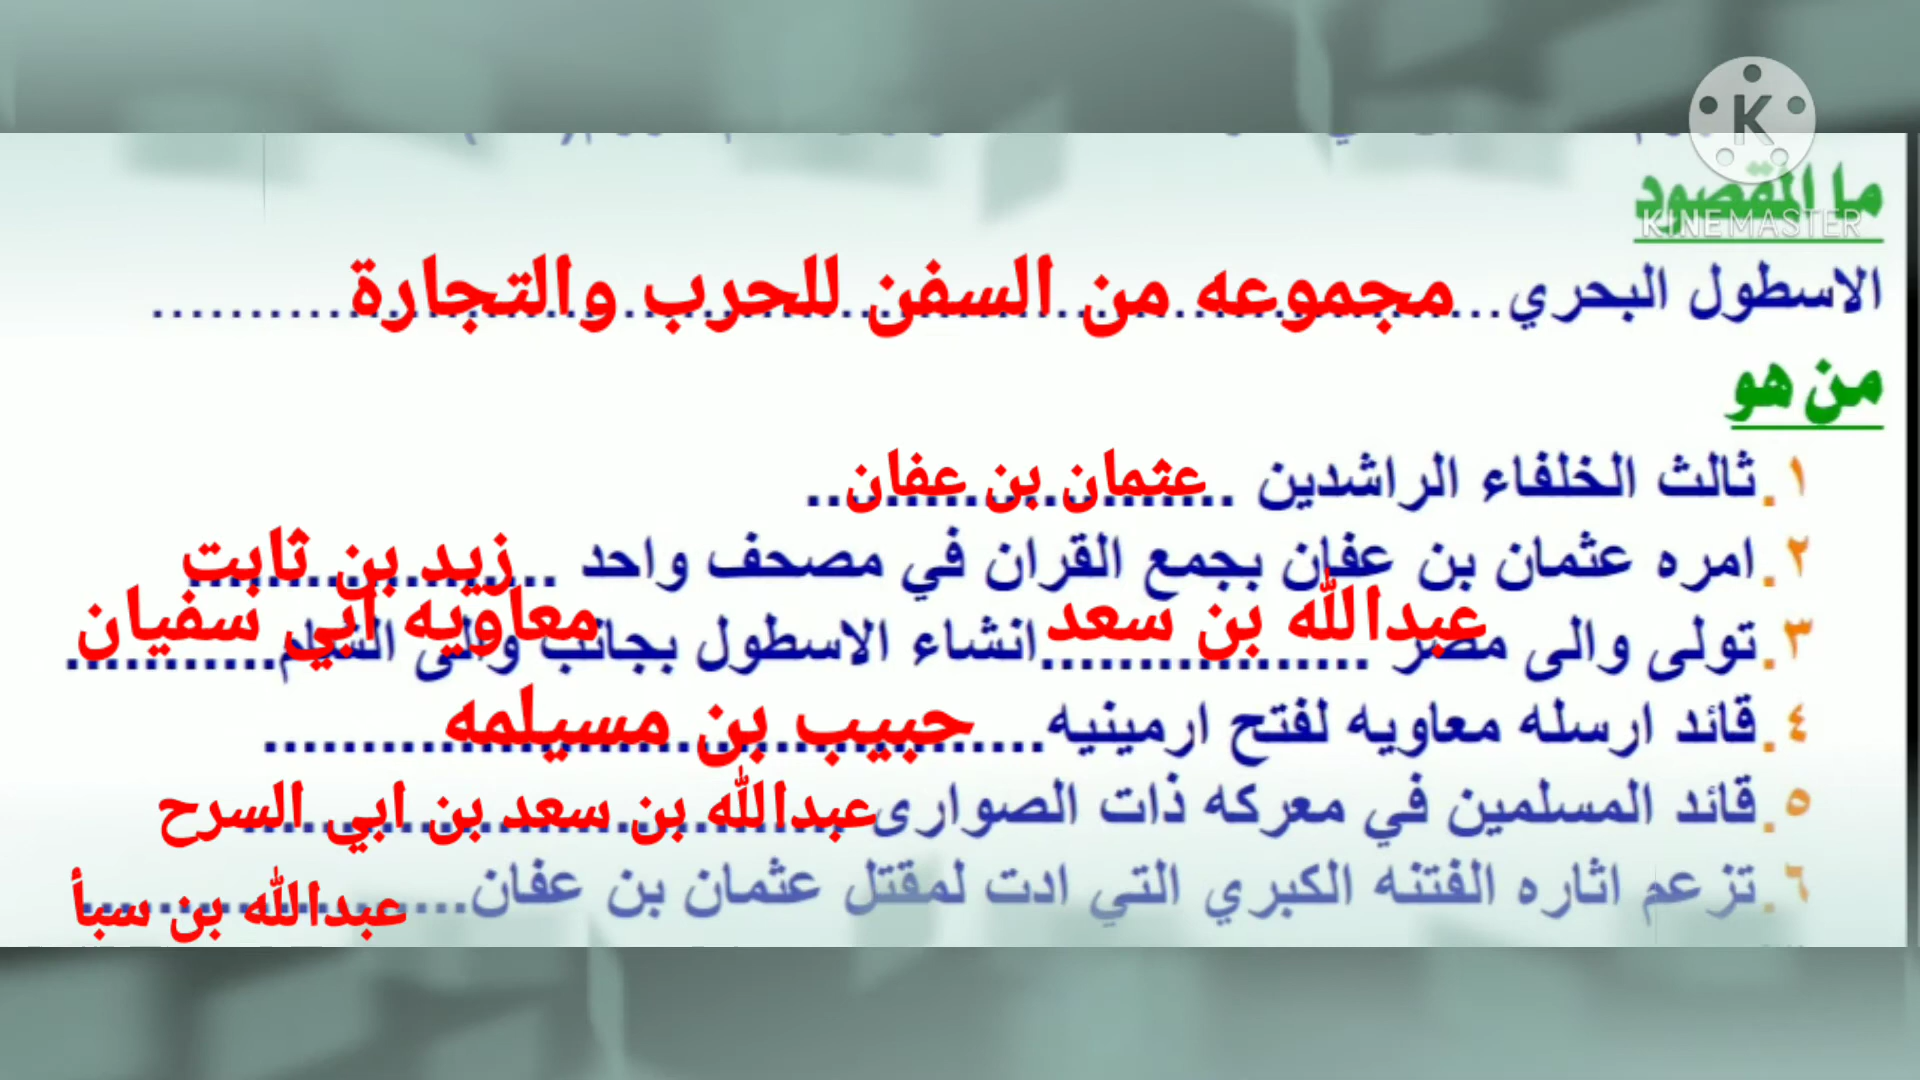 K
ما المقصود
KINEMASTER
الاسطول البحري.......مجموعه من السفن للحرب والتجارة.......
من هو
١. ثالث الخلفاء الراشدين ..عثمان بن عفان..
٢. امره عثمان بن عفان بجمع القران في مصحف واحد ..زيد بن ثابت
٣. تولى والى مصر ..عبدالله بن سعد..انشاء الاسطول بجانب والى الشام..معاويه أبي سفيان..
٤. قائد ارسله معاويه لفتح ارمينيه......حبيب بن مسيلمه......
٥. قائد المسلمين في معركه ذات الصوارى..عبدالله بن سعد بن ابي السرح
٦. تزعم اثاره الفتنه الكبري التي ادت لمقتل عثمان بن عفان......عبدالله بن سبأ